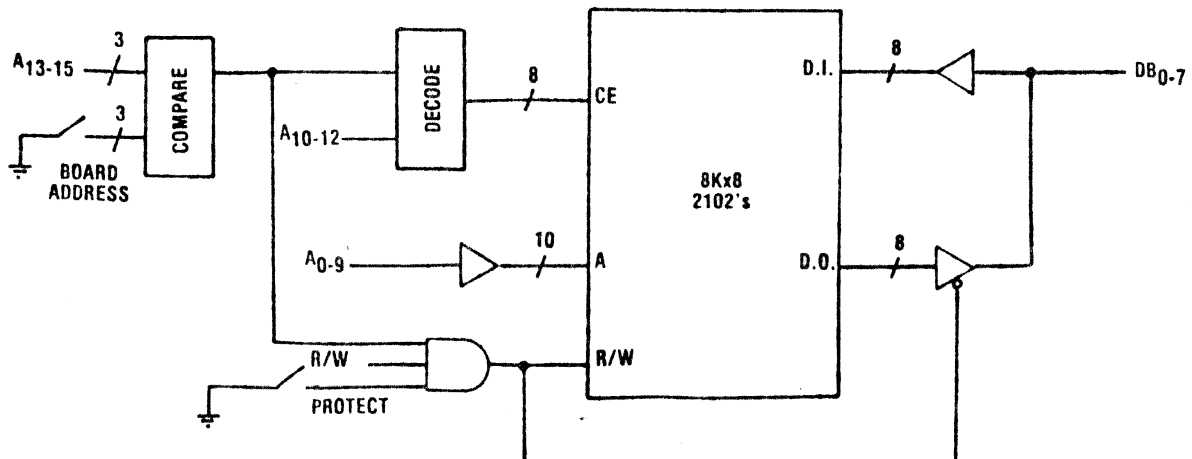 A13-15
3
3
BOARD
ADDRESS
COMPARE
A10-12
DECODE
8
CE
A0-9
10
A
R/W
PROTECT
R/W
8Kx8
2102's
D.I.
8
DB0-7
D.O.
8